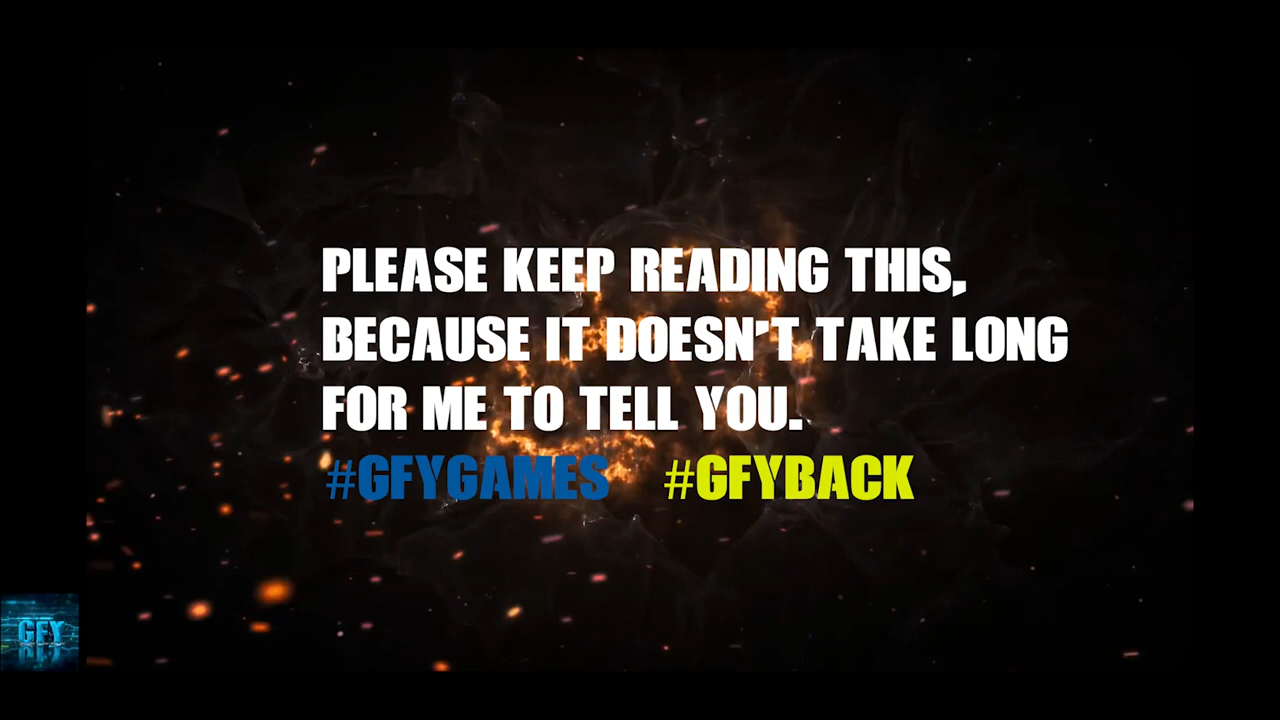 PLEASE KEEP READING THIS,
BECAUSE IT DOESN'T TAKE LONG
FOR ME TO TELL YOU.
#GFYGAMES #GFYBACK
GFY